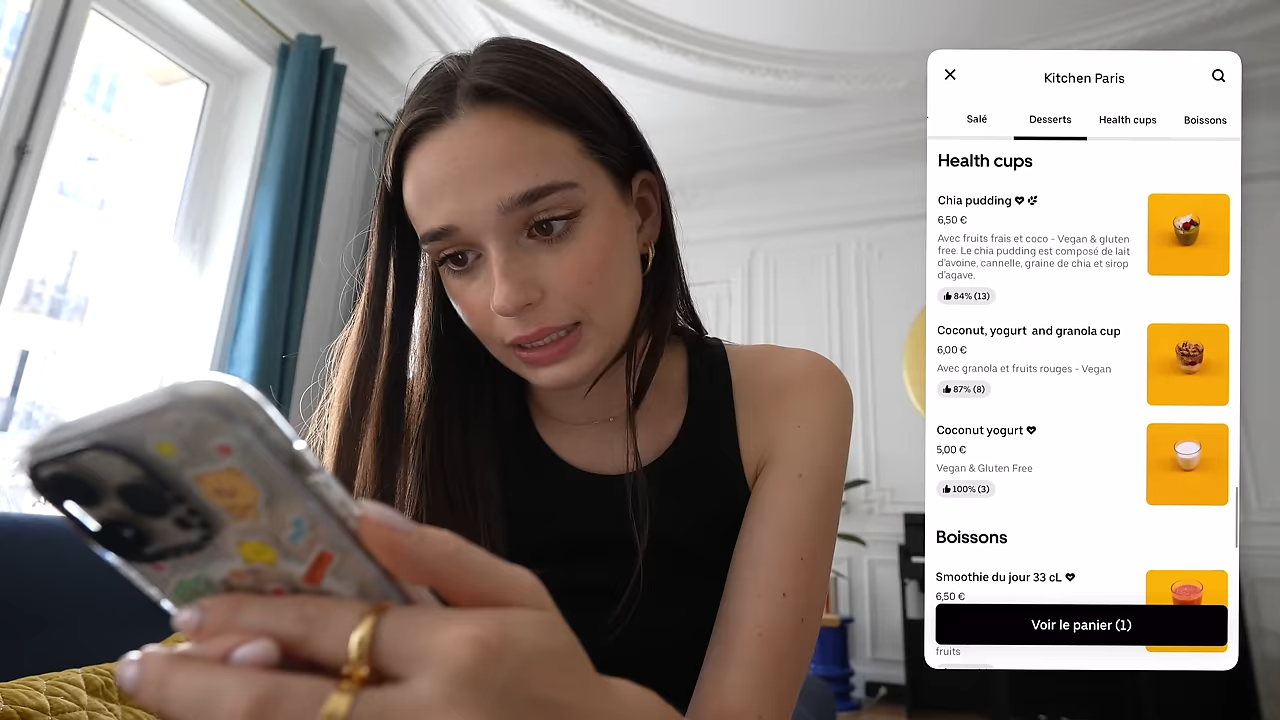 Kitchen Paris
Salé
Desserts
Health cups
Boissons
Health cups
Chia pudding
6,50 €
Avec fruits frais et coco - Vegan & gluten
free. Le chia pudding est composé de lait
d'avoine, cannelle, graine de chia et sirop
d'agave.
84% (13)
Coconut, yogurt and granola cup
6,00 €
Avec granola et fruits rouges - Vegan
87% (8)
Coconut yogurt
5,00 €
Vegan & Gluten Free
100% (3)
Boissons
Smoothie du jour 33 cL
6,50 €
Voir le panier (1)
fruits